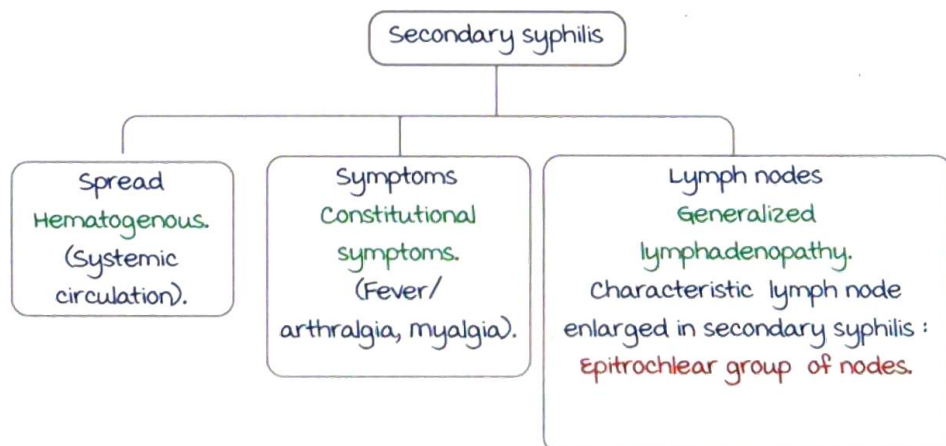 Secondary syphilis
Spread
Hematogenous.
(Systemic
circulation).
Symptoms
Constitutional
symptoms.
(Fever/
arthralgia, myalgia).
Lymph nodes
Generalized
lymphadenopathy.
Characteristic lymph node
enlarged in secondary syphilis :
Epitrochlear group of nodes.